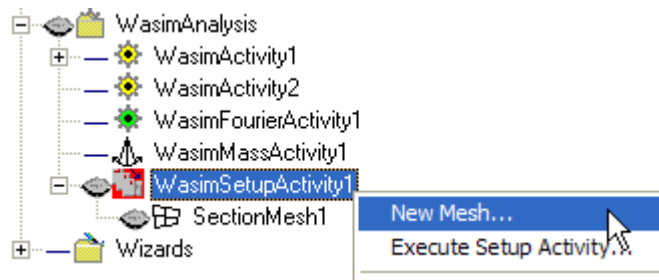 WasimAnalysis
WasimActivity1
WasimActivity2
WasimFourierActivity1
WasimMassActivity1
WasimSetupActivity1
New Mesh...
SectionMesh1
Execute Setup Activity...
Wizards